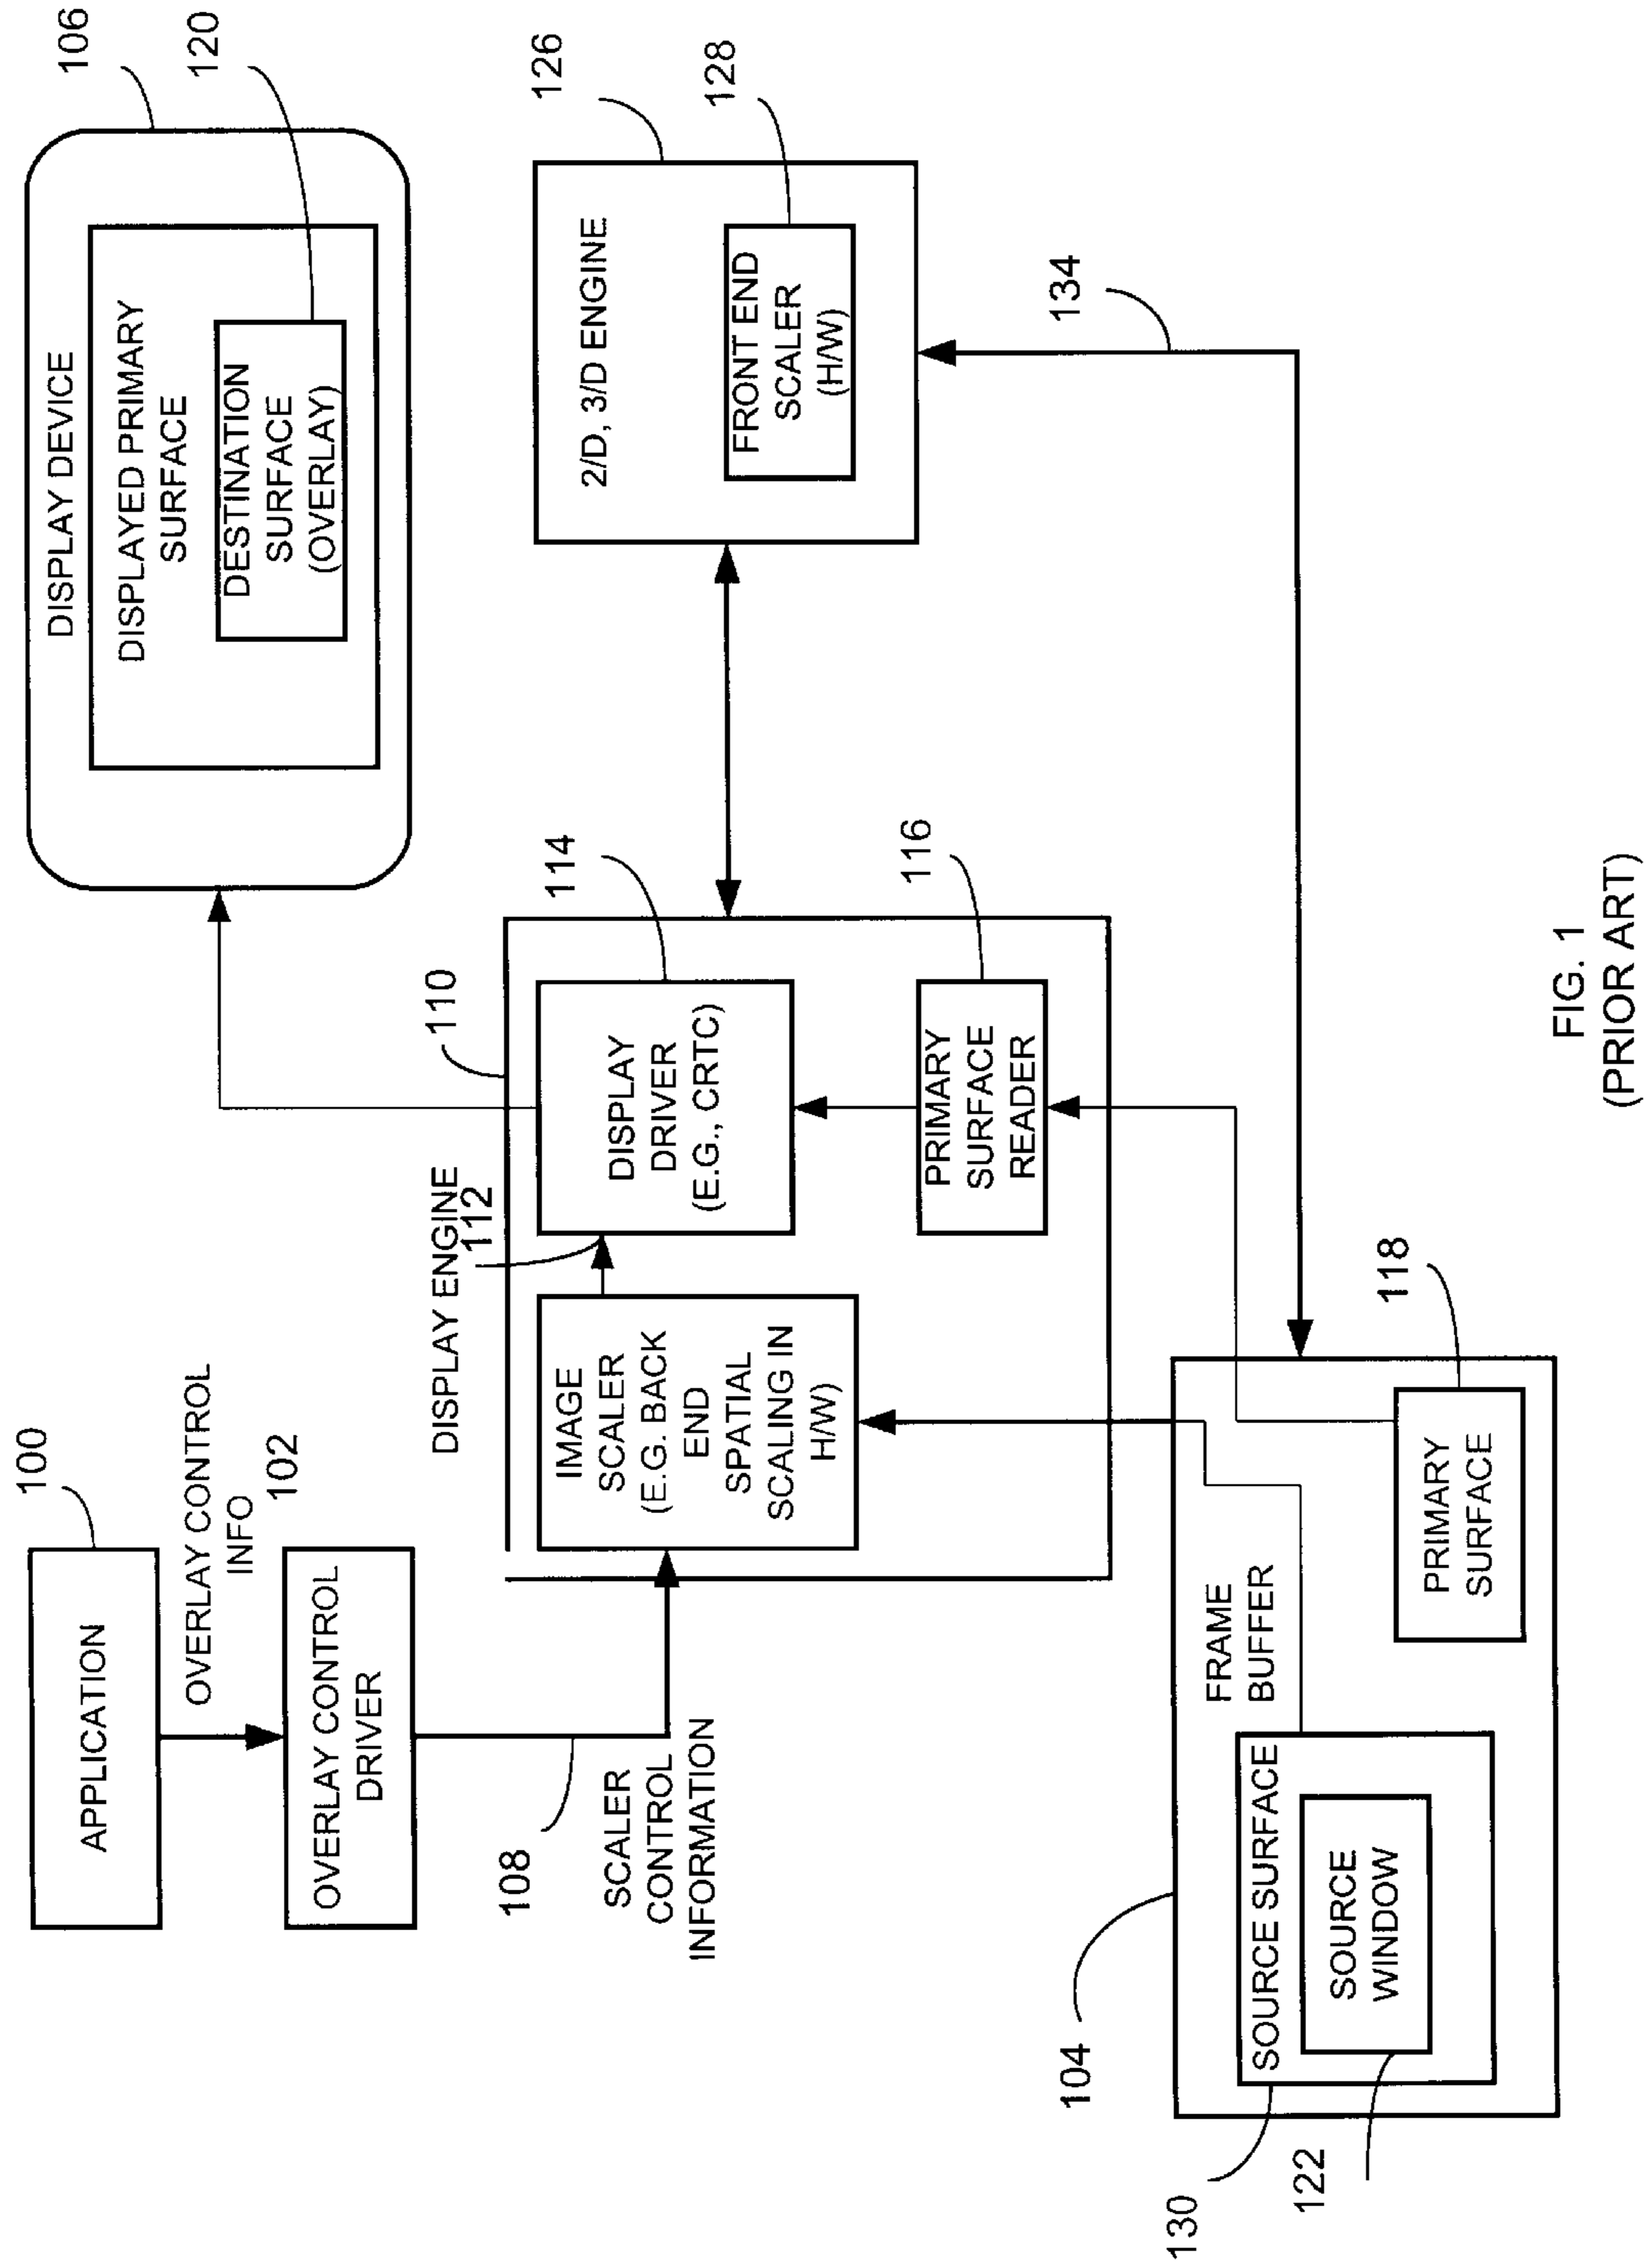 100
APPLICATION
OVERLAY CONTROL
INFO
102
OVERLAY CONTROL
DRIVER
108
SCALER
CONTROL
INFORMATION
DISPLAY ENGINE
110
112
IMAGE
SCALER
(E.G. BACK
END
SPATIAL
SCALING IN
H/W)
114
DISPLAY
DRIVER
(E.G., CRTC)
116
PRIMARY
SURFACE
READER
106
DISPLAY DEVICE
120
DISPLAYED PRIMARY
SURFACE
DESTINATION
SURFACE
(OVERLAY)
126
2/D, 3/D ENGINE
128
FRONT END
SCALER
(H/W)
134
104
FRAME
BUFFER
130
SOURCE SURFACE
122
SOURCE
WINDOW
118
PRIMARY
SURFACE
FIG. 1
(PRIOR ART)